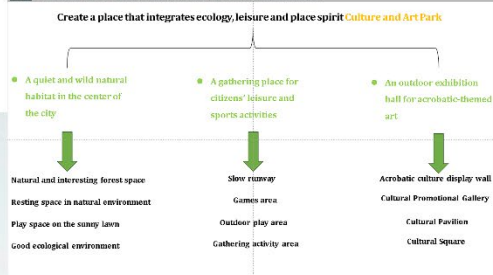 Create a place that integrates ecology,leisure and place spirit Culture and Art Park
A quiet and wild natural
habitat in the center of
the city
A gathering place for
citizens' leisure and
sports activities
An outdoor exhibition
hall for acrobatic-themed
art
Natural and interesting forest space
Resting space in natural environment
Play space on the sunny lawn
Good ecological environment
Slow runway
Games area
Outdoor play area
Gathering activity area
Acrobatic culture display wall
Cultural Promotional Gallery
Cultural Pavilion
Cultural Square